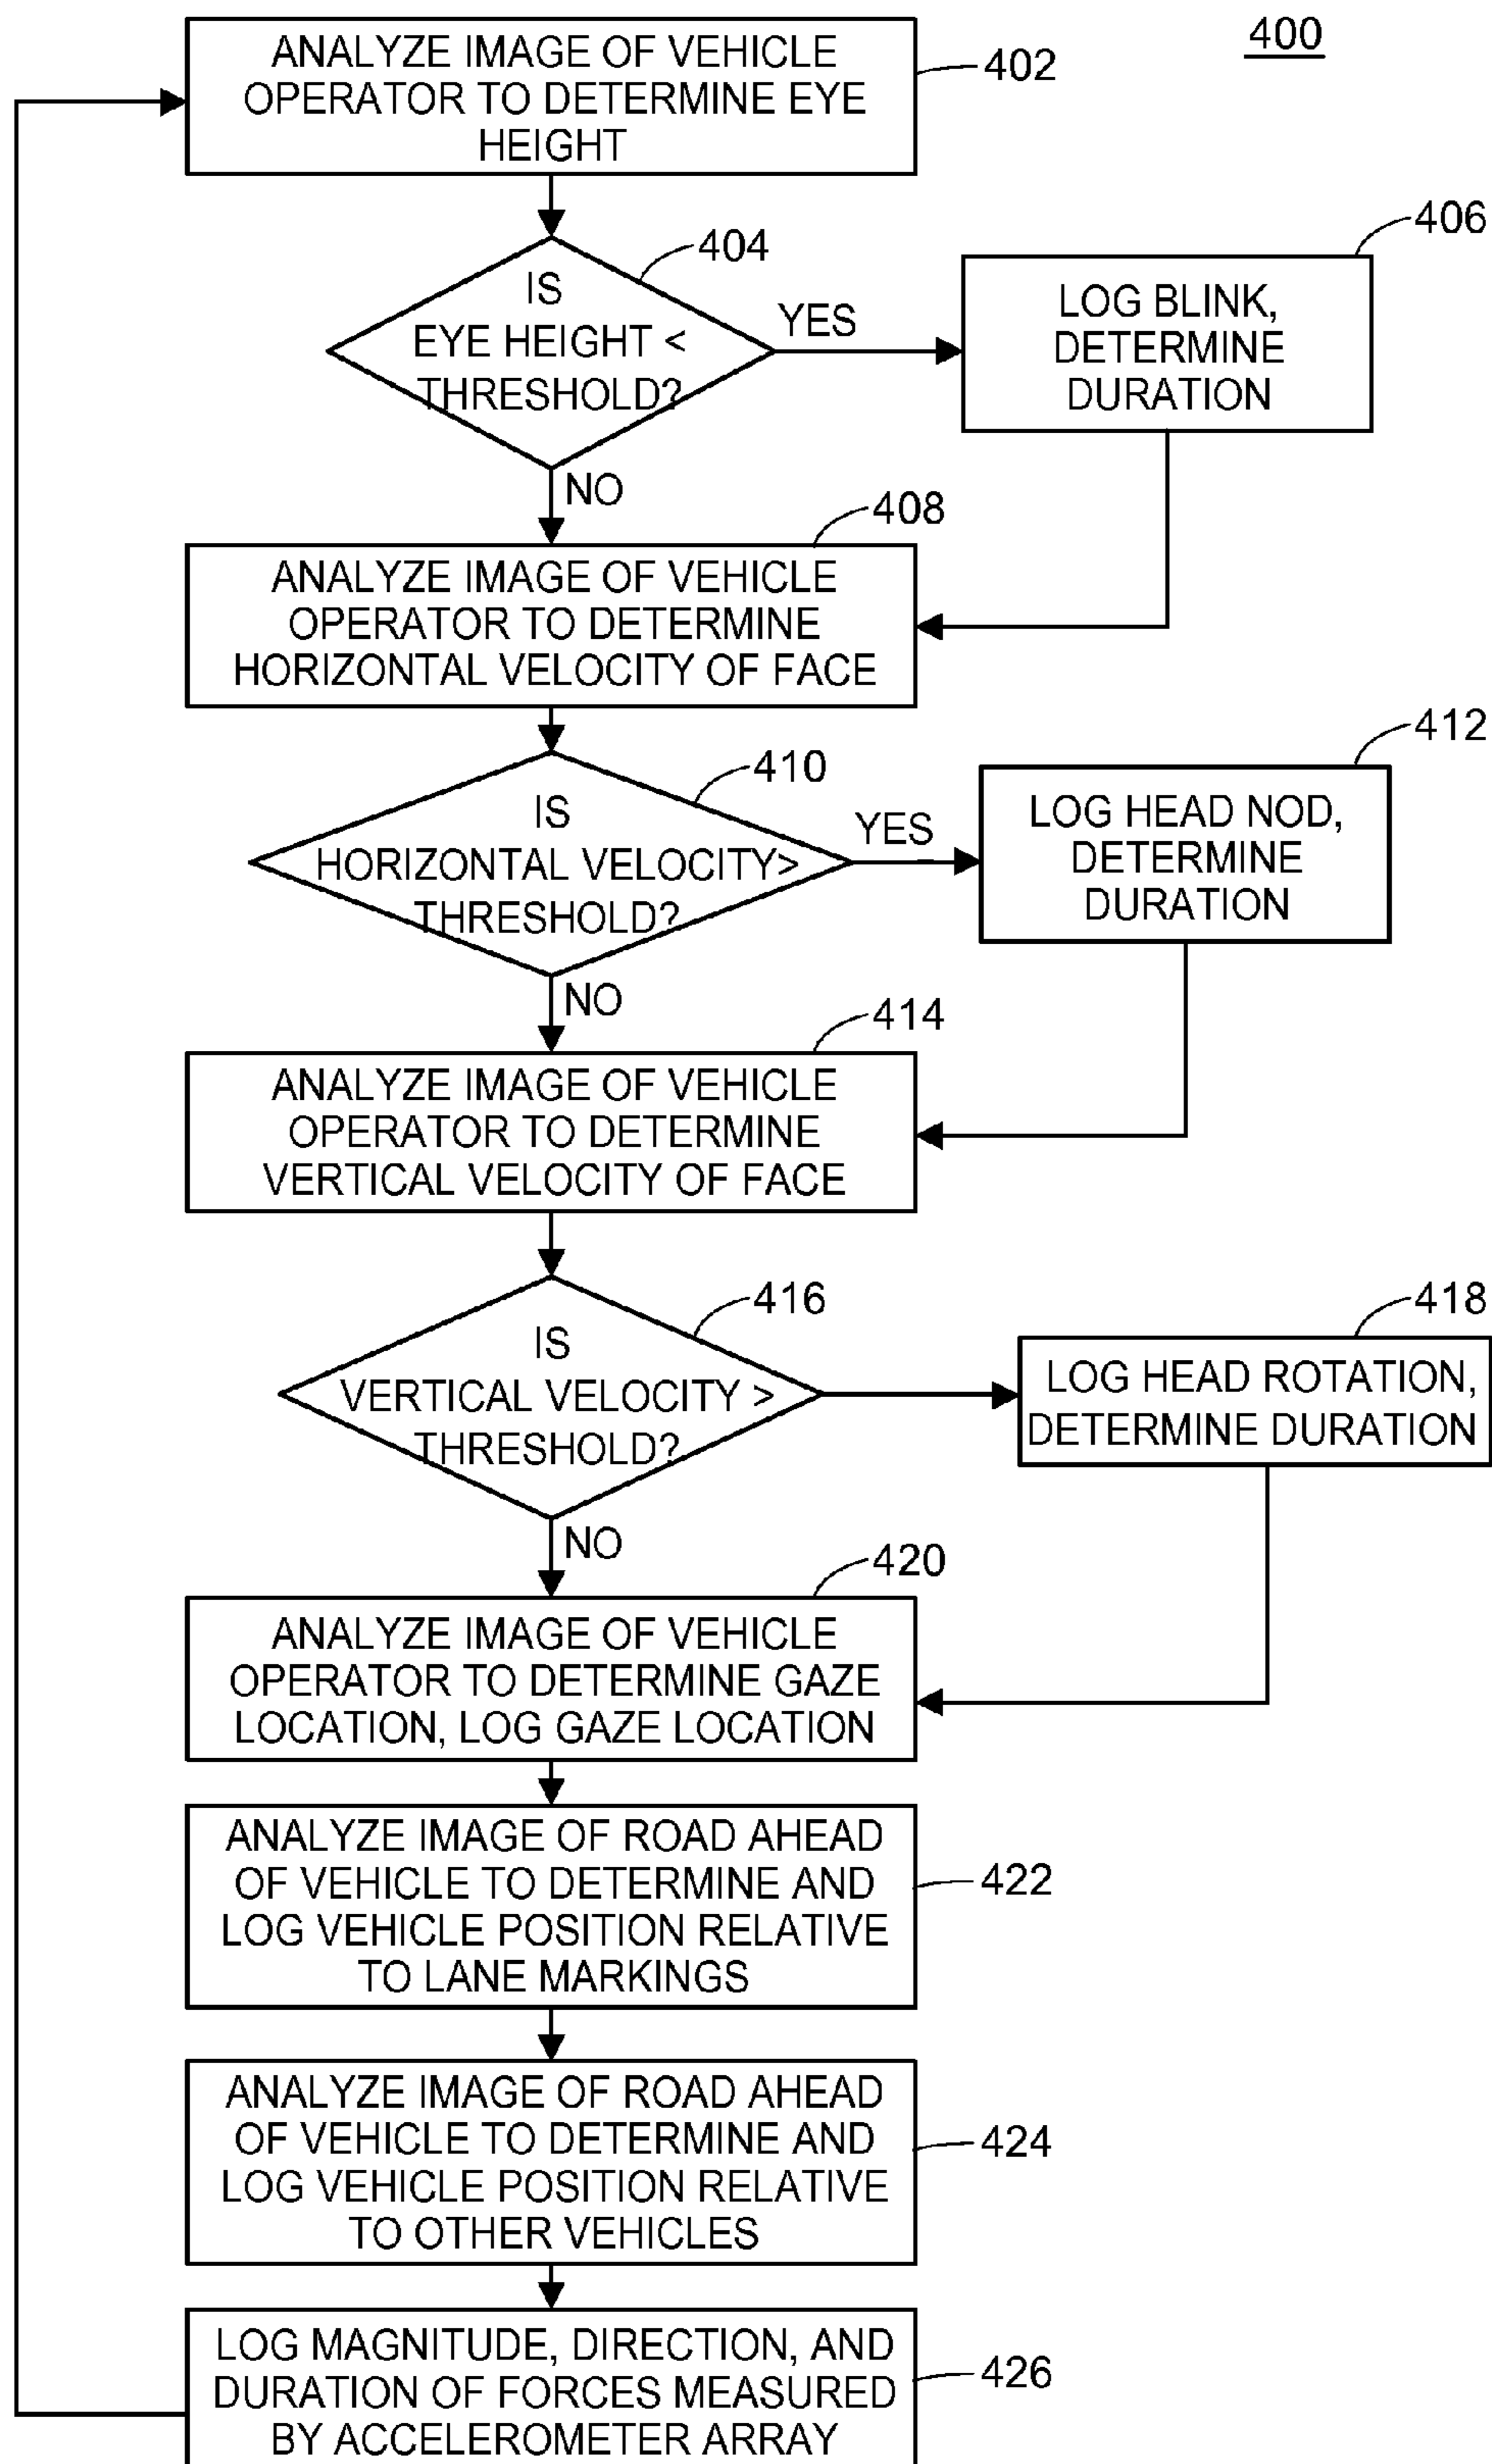 400
ANALYZE IMAGE OF VEHICLE
OPERATOR TO DETERMINE EYE
HEIGHT
402
IS
EYE HEIGHT <
THRESHOLD?
404
YES
LOG BLINK,
DETERMINE
DURATION
406
NO
ANALYZE IMAGE OF VEHICLE
OPERATOR TO DETERMINE
HORIZONTAL VELOCITY OF FACE
408
IS
HORIZONTAL VELOCITY>
THRESHOLD?
410
YES
LOG HEAD NOD,
DETERMINE
DURATION
412
NO
ANALYZE IMAGE OF VEHICLE
OPERATOR TO DETERMINE
VERTICAL VELOCITY OF FACE
414
IS
VERTICAL VELOCITY >
THRESHOLD?
416
LOG HEAD ROTATION,
DETERMINE DURATION
418
NO
ANALYZE IMAGE OF VEHICLE
OPERATOR TO DETERMINE GAZE
LOCATION, LOG GAZE LOCATION
420
ANALYZE IMAGE OF ROAD AHEAD
OF VEHICLE TO DETERMINE AND
LOG VEHICLE POSITION RELATIVE
TO LANE MARKINGS
422
ANALYZE IMAGE OF ROAD AHEAD
OF VEHICLE TO DETERMINE AND
LOG VEHICLE POSITION RELATIVE
TO OTHER VEHICLES
424
LOG MAGNITUDE, DIRECTION, AND
DURATION OF FORCES MEASURED
BY ACCELEROMETER ARRAY
426